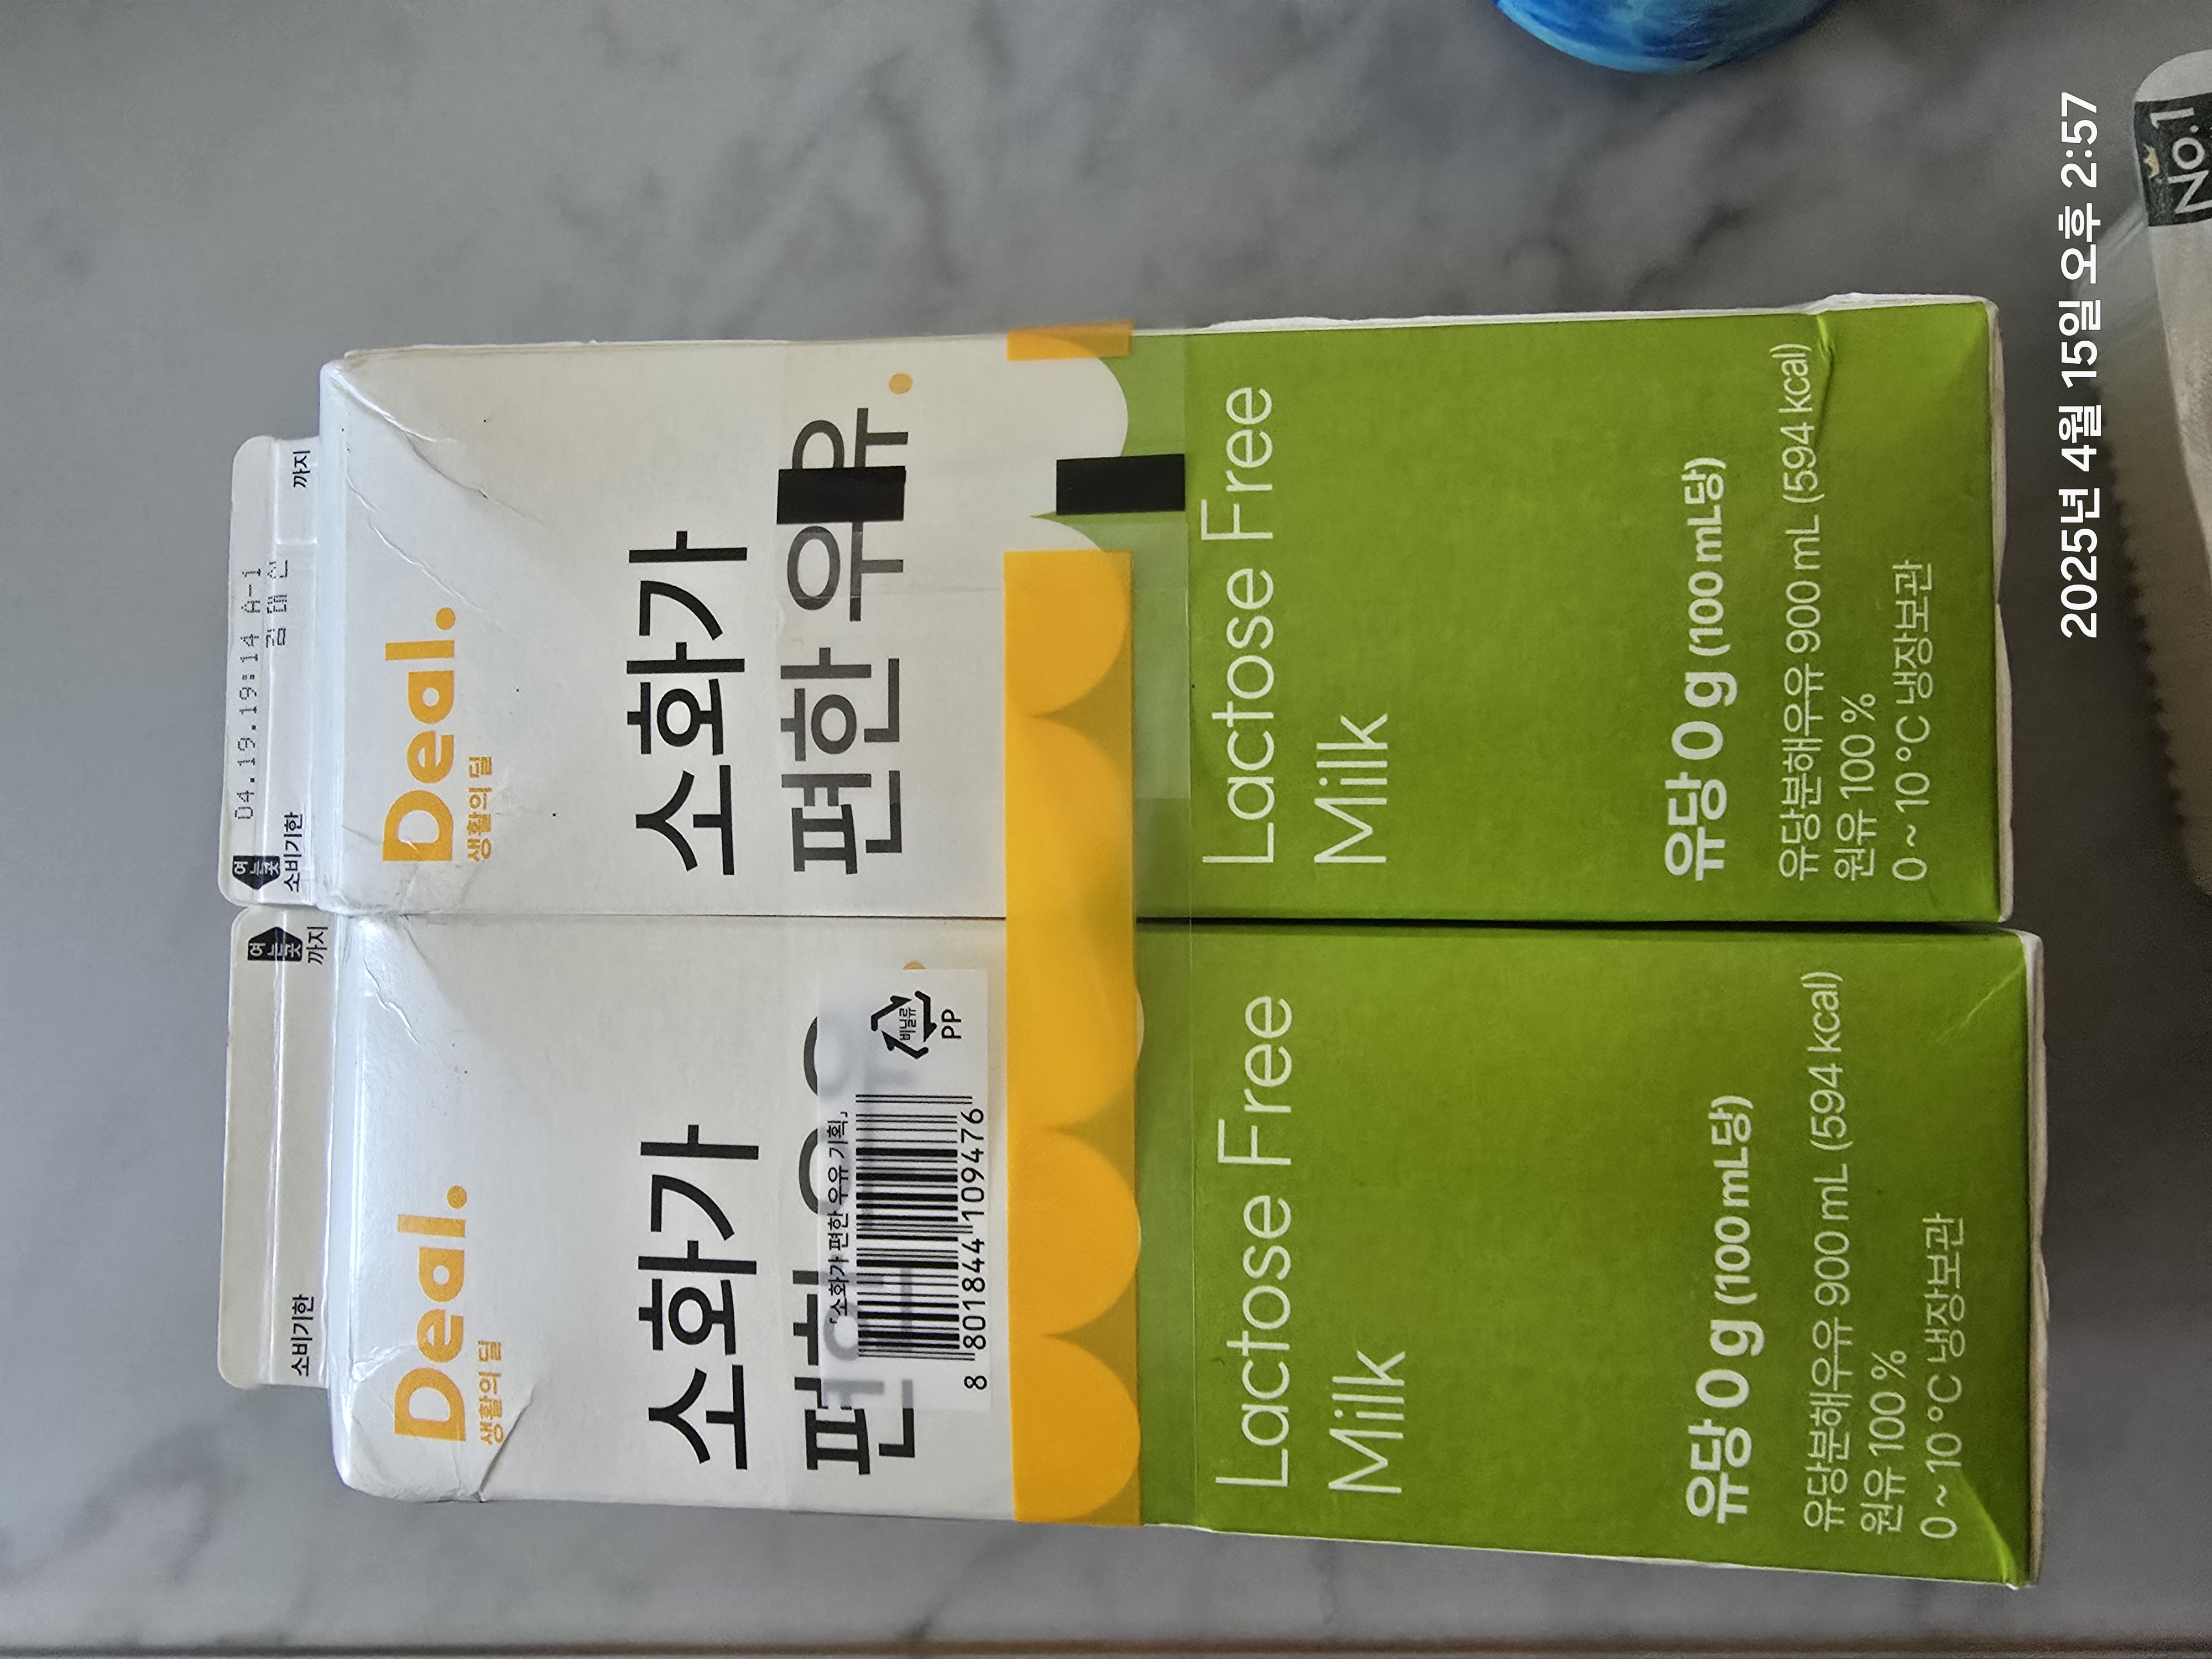 여는곳
소비기한
04.19.19:14 A-1
까지
Deal.
생활의 딜
소화가
편한 우유.
Lactose Free
Milk
유당 0 g (100 mL당)
유당분해우유 900 mL (594 kcal)
원유 100 %
0 ~ 10 °C 냉장보관
소비기한
까지
여는곳
Deal.
생활의 딜
소화가
「소화가 편한 우유 기획」
8 801844 109476
비닐류
PP
Lactose Free
Milk
유당 0 g (100 mL당)
유당분해우유 900 mL (594 kcal)
원유 100 %
0 ~ 10 °C 냉장보관
No.1
2025년 4월 15일 오후 2:57